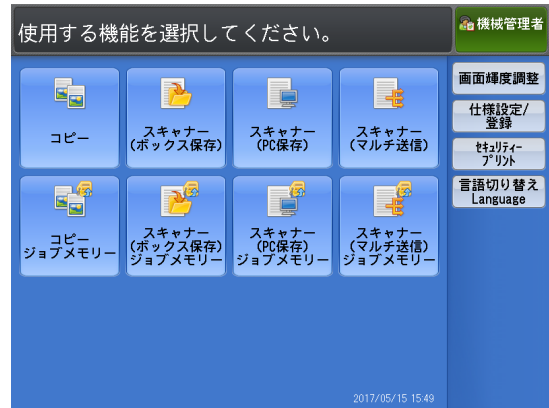 使用する機能を選択してください。
機械管理者
コピー
スキャナー
(ボックス保存)
スキャナー
(PC保存)
スキャナー
(マルチ送信)
コピー
ジョブメモリー
スキャナー
(ボックス保存)
ジョブメモリー
スキャナー
(PC保存)
ジョブメモリー
スキャナー
(マルチ送信)
ジョブメモリー
画面輝度調整
仕様設定/
登録
セキュリティー
プリント
言語切り替え
Language
2017/05/15 15:49